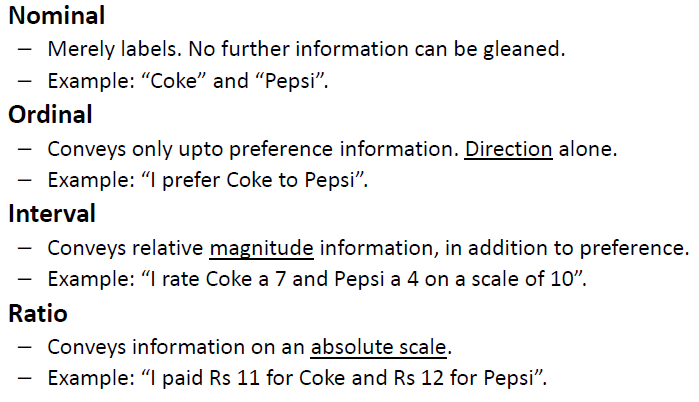 Nominal
– Merely labels. No further information can be gleaned.
– Example: “Coke” and “Pepsi”.
Ordinal
– Conveys only upto preference information. Direction alone.
– Example: “I prefer Coke to Pepsi”.
Interval
– Conveys relative magnitude information, in addition to preference.
– Example: “I rate Coke a 7 and Pepsi a 4 on a scale of 10”.
Ratio
– Conveys information on an absolute scale.
– Example: “I paid Rs 11 for Coke and Rs 12 for Pepsi”.